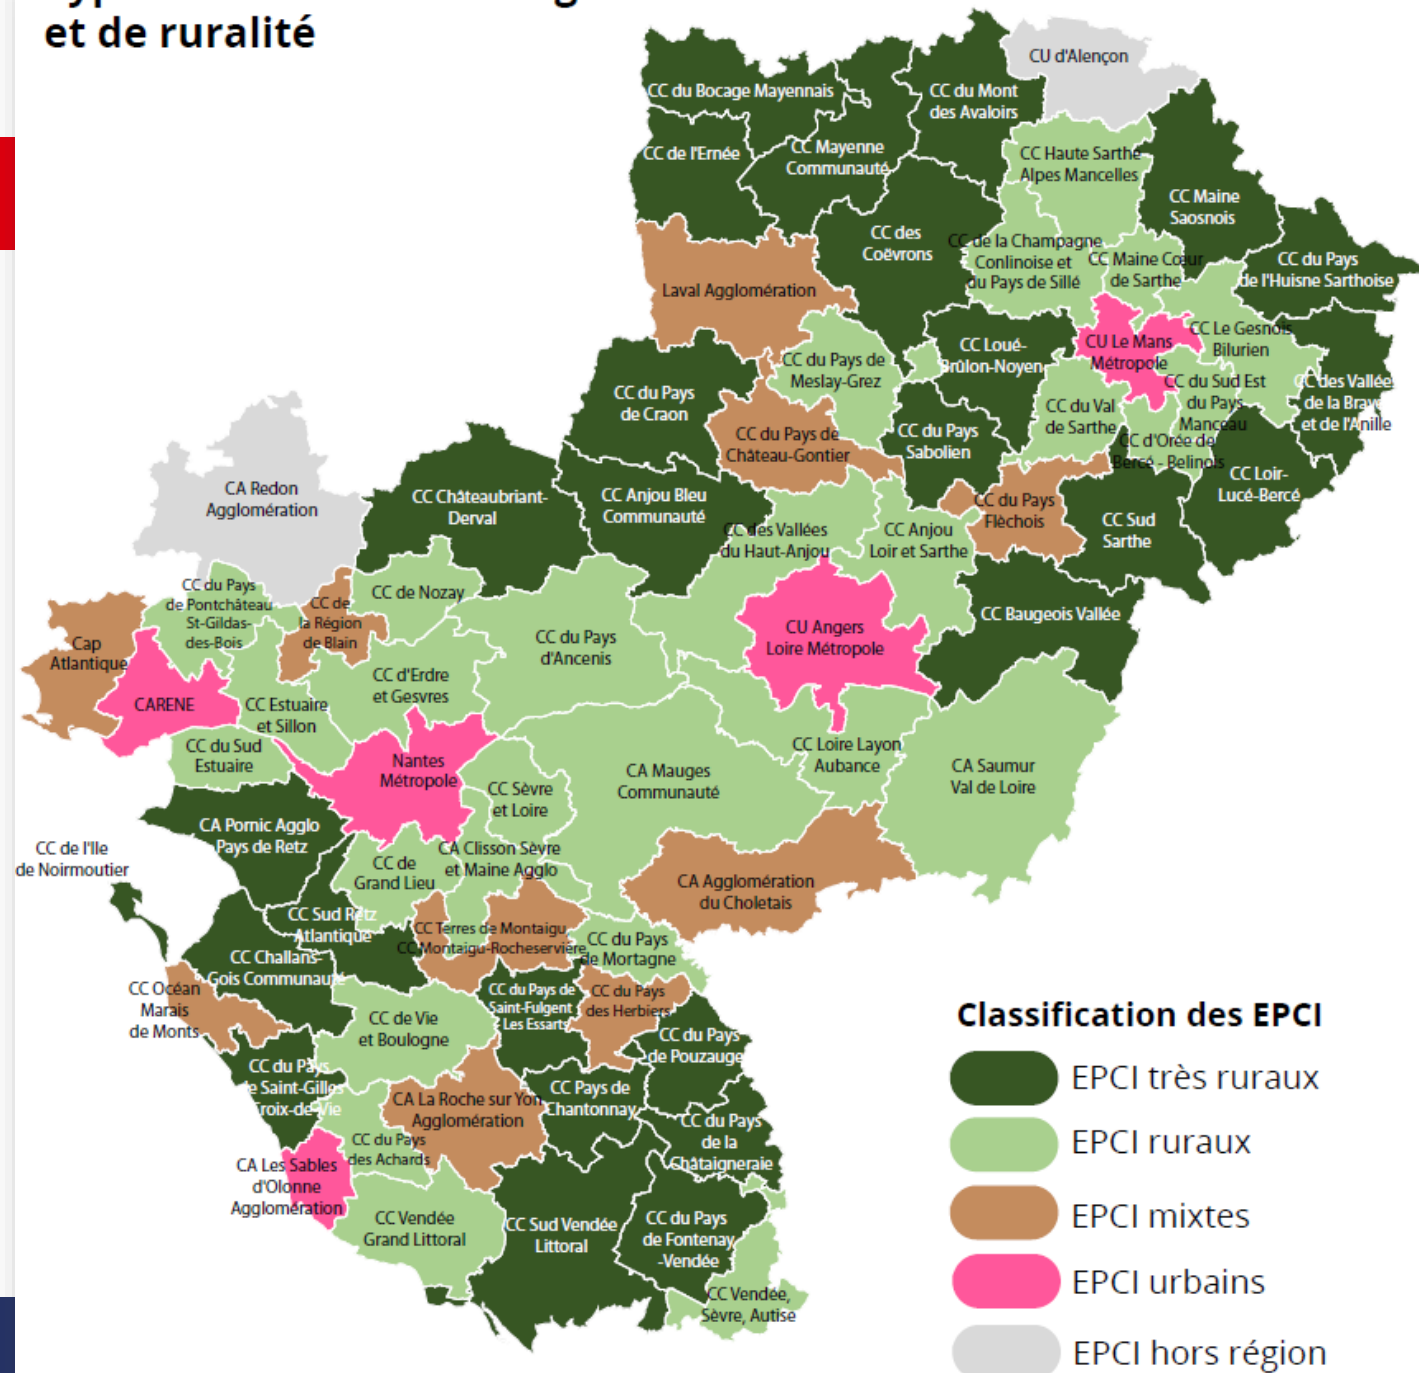 et de ruralité
CU d'Alençon
CC du Bocage Mayennais
CC du Mont
des Avaloirs
CC de l'Ernée
CC Mayenne
Communauté
CC Haute Sarthe
Alpes Mancelles
CC Maine
Saosnois
CC des
Coëvrons
CC de la Champagne
Conlinoise et
du Pays de Sillé
CC Maine Cœur
de Sarthe
CC du Pays
de l'Huisne Sarthoise
Laval Agglomération
CC Loué-
Brûlon-Noyen
CU Le Mans
Métropole
CC Le Gesnois
Bilurien
CC du Pays de
Meslay-Grez
CC du Sud Est
du Pays
Manceau
CC des Vallée
de la Braye
et de l'Anille
CC du Pays
de Craon
CC du Val
de Sarthe
CC du Pays de
Château-Gontier
CC du Pays
Sabolien
CC d'Orée de
Bercé - Belinois
CC Loir-
Lucé-Bercé
CA Redon
Agglomération
CC Châteaubriant-
Derval
CC Anjou Bleu
Communauté
CC du Pays
Flèchois
CC Sud
Sarthe
CC des Vallées
du Haut-Anjou
CC Anjou
Loir et Sarthe
CC du Pays
de Pontchâteau
St-Gildas-
des-Bois
CC de
la Région
de Blain
CC de Nozay
CC Baugeois Vallée
CC du Pays
d'Ancenis
CU Angers
Loire Métropole
Cap
Atlantique
CARENE
CC Estuaire
et Sillon
CC d'Erdre
et Gesvres
CC du Sud
Estuaire
Nantes
Métropole
CC Sèvre
et Loire
CA Mauges
Communauté
CC Loire Layon
Aubance
CA Saumur
Val de Loire
CA Pornic Agglo
Pays de Retz
CC de l'Ile
de Noirmoutier
CC de
Grand Lieu
CA Clisson Sèvre
et Maine Agglo
CA Agglomération
du Choletais
CC Sud Retz
Atlantique
CC Terres de Montaigu
CC Montaigu-Rocheservière
CC du Pays
de Mortagne
CC Challans-
Gois Communauté
CC Océan
Marais
de Monts
CC du Pays de
Saint-Fulgent
Les Essarts
CC du Pays
des Herbiers
CC de Vie
et Boulogne
CC du Pays
de Pouzauge
CC du Pays
e Saint-Gilles
Croix-de-Vie
CA La Roche sur Yon
Agglomération
CC Pays de
Chantonnay
CC du Pays
de la
Châtaigneraie
CC du Pays
des Achards
CA Les Sables
d'Olonne
Agglomération
CC Vendée
Grand Littoral
CC Sud Vendée
Littoral
CC du Pays
de Fontenay
-Vendée
CC Vendée,
Sèvre, Autise
Classification des EPCI
EPCI très ruraux
EPCI ruraux
EPCI mixtes
EPCI urbains
EPCI hors région